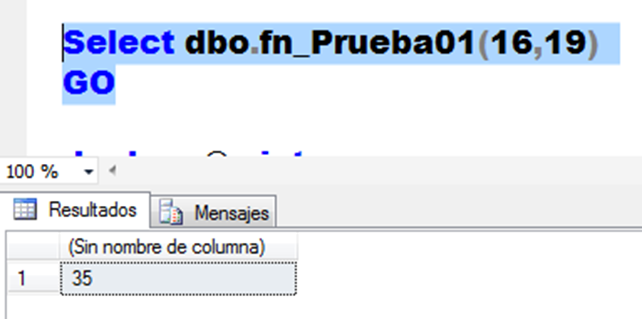 Select dbo.fn_Prueba01(16,19)
GO
100 %
Resultados Mensajes
(Sin nombre de columna)
1 35